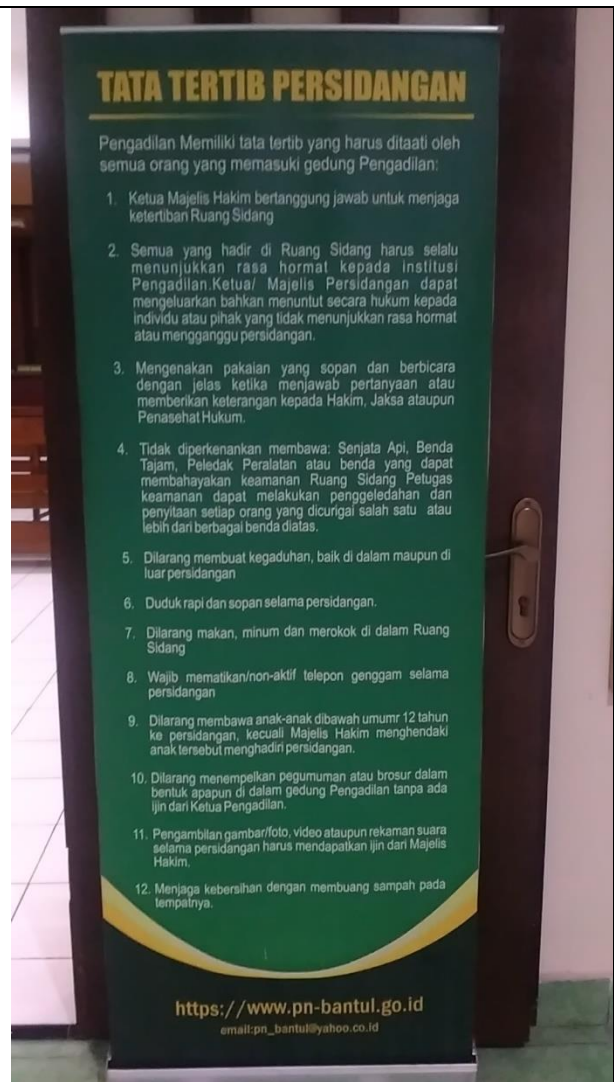 TATA TERTIB PERSIDANGAN
Pengadilan Memiliki tata tertib yang harus ditaati oleh
semua orang yang memasuki gedung Pengadilan:
1. Ketua Majelis Hakim bertanggung jawab untuk menjaga
ketertiban Ruang Sidang
2. Semua yang hadir di Ruang Sidang harus selalu
menunjukkan rasa hormat kepada institusi
Pengadilan.Ketua/ Majelis Persidangan dapat
mengeluarkan bahkan menuntut secara hukum kepada
individu atau pihak yang tidak menunjukkan rasa hormat
atau mengganggu persidangan.
3. Mengenakan pakaian yang sopan dan berbicara
dengan jelas ketika menjawab pertanyaan atau
memberikan keterangan kepada Hakim, Jaksa ataupun
Penasehat Hukum.
4. Tidak diperkenankan membawa: Senjata Api, Benda
Tajam, Peledak Peralatan atau benda yang dapat
membahayakan keamanan Ruang Sidang Petugas
keamanan dapat melakukan penggeledahan dan
penyitaan setiap orang yang dicurigai salah satu atau
lebih dari berbagai benda diatas.
5. Dilarang membuat kegaduhan, baik di dalam maupun di
luar persidangan
6. Duduk rapi dan sopan selama persidangan.
7. Dilarang makan, minum dan merokok di dalam Ruang
Sidang
8. Wajib mematikan/non-aktif telepon genggam selama
persidangan
9. Dilarang membawa anak-anak dibawah umumr 12 tahun
ke persidangan, kecuali Majelis Hakim menghendaki
anak tersebut menghadiri persidangan.
10. Dilarang menempelkan pegumuman atau brosur dalam
bentuk apapun di dalam gedung Pengadilan tanpa ada
ijin dari Ketua Pengadilan.
11. Pengambilan gambar/foto, video ataupun rekaman suara
selama persidangan harus mendapatkan ijin dari Majelis
Hakim.
12. Menjaga kebersihan dengan membuang sampah pada
tempatnya.
https://www.pn-bantul.go.id
email:pn_bantul@yahoo.co.id